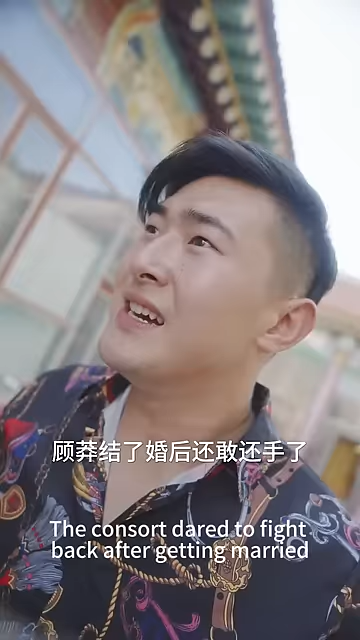 顾莽结了婚后还敢还手了
The consort dared to fight
back after getting married